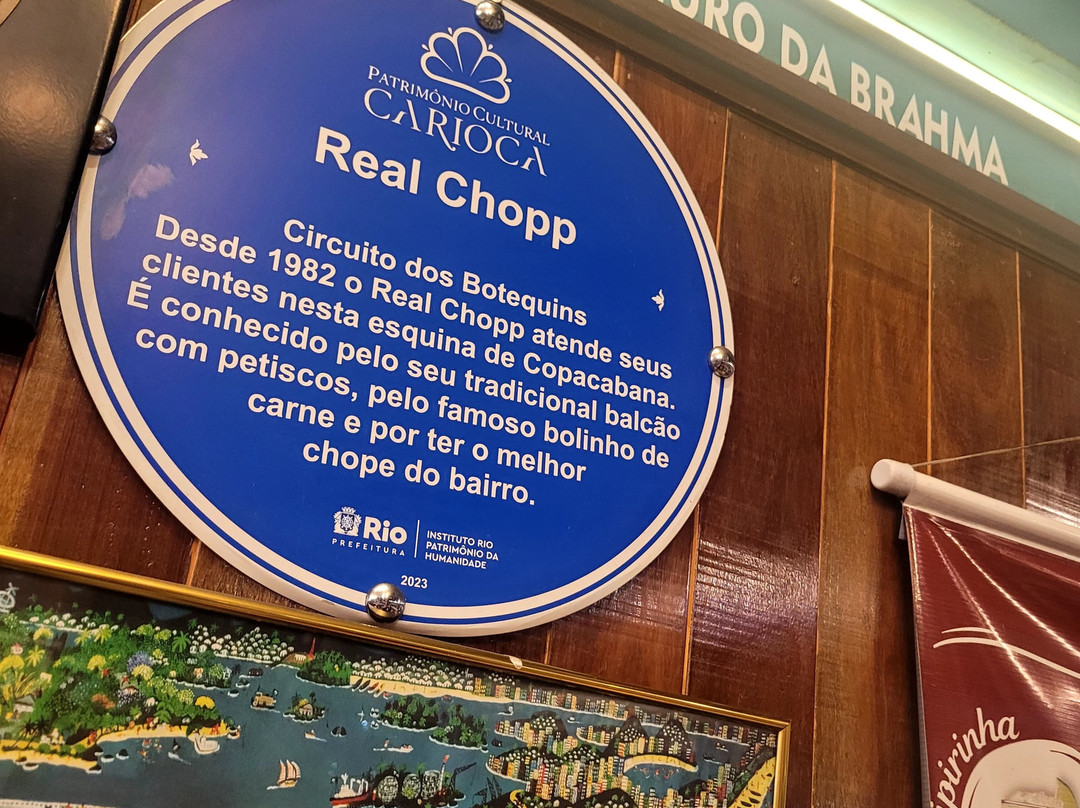 DA BRAHMA
PATRIMÔNIO CULTURAL
CARIOCA
Real Chopp
Circuito dos Botequins
Desde 1982 o Real Chopp atende seus
clientes nesta esquina de Copacabana.
É conhecido pelo seu tradicional balcão
com petiscos, pelo famoso bolinho de
carne e por ter o melhor
chope do bairro.
Rio
PREFEITURA
INSTITUTO RIO
PATRIMÔNIO DA
HUMANIDADE
2023
pirinha